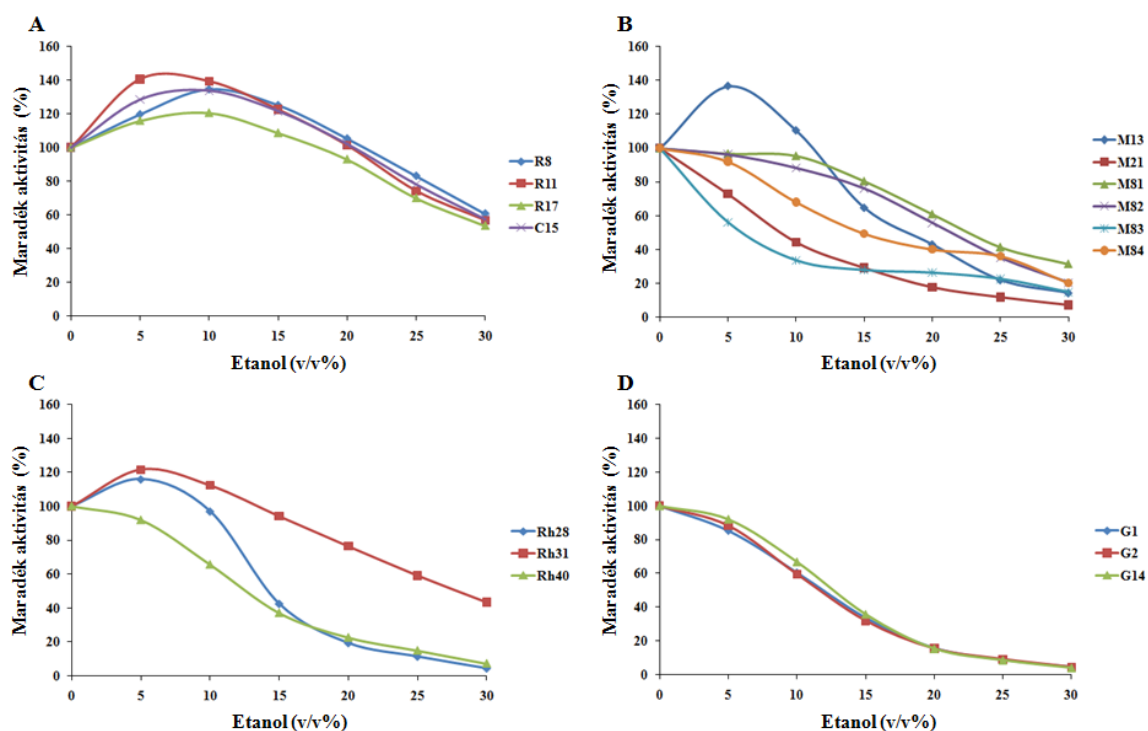 A
Maradék aktivitás (%)
160
140
120
100
80
60
40
20
0
0 5 10 15 20 25 30
Etanol (v/v%)
R8
R11
R17
C15
B
Maradék aktivitás (%)
160
140
120
100
80
60
40
20
0
0 5 10 15 20 25 30
Etanol (v/v%)
M13
M21
M81
M82
M83
M84
C
Maradék aktivitás (%)
160
140
120
100
80
60
40
20
0
0 5 10 15 20 25 30
Etanol (v/v%)
Rh28
Rh31
Rh40
D
Maradék aktivitás (%)
160
140
120
100
80
60
40
20
0
0 5 10 15 20 25 30
Etanol (v/v%)
G1
G2
G14